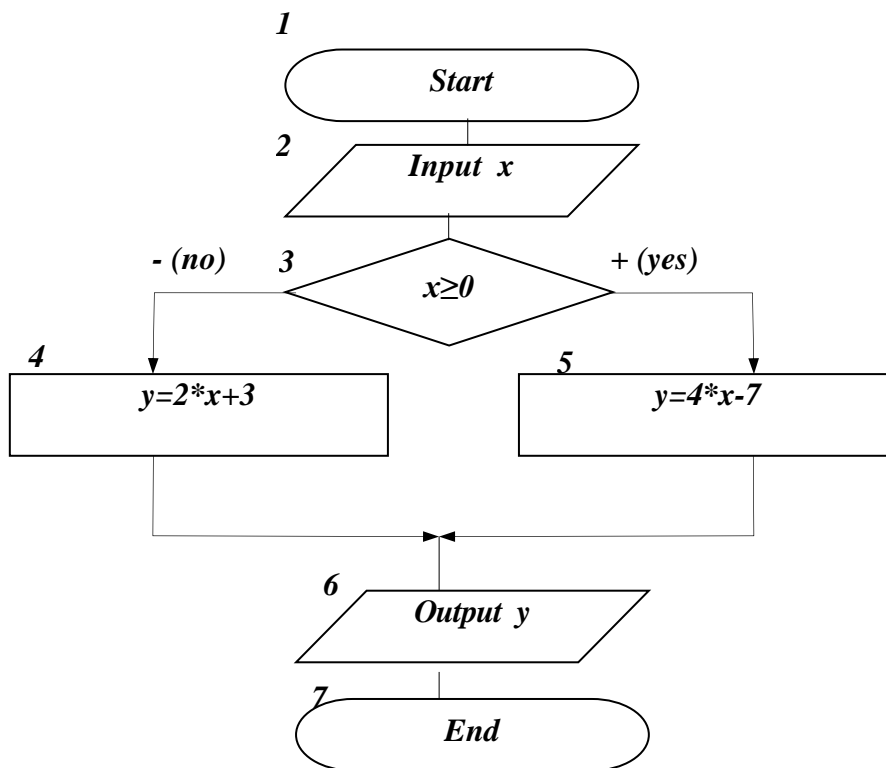 1
Start
2
Input x
- (no)
3
x≥0
+ (yes)
4
y=2*x+3
5
y=4*x-7
6
Output y
7
End